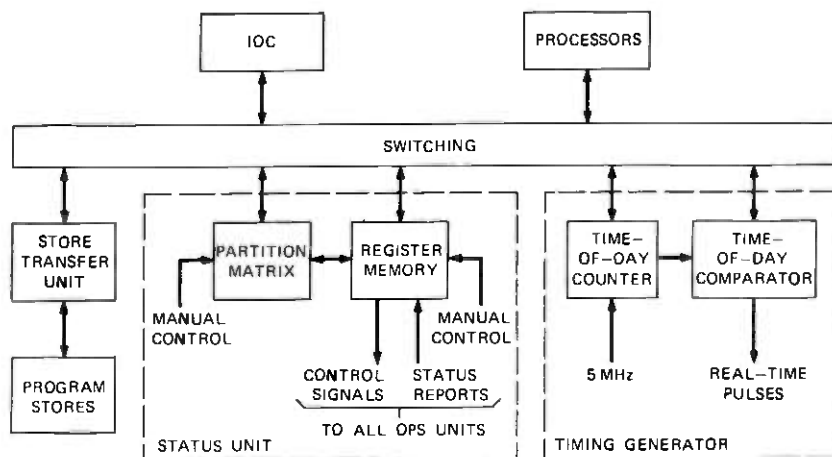 IOC
PROCESSORS
SWITCHING
STORE
TRANSFER
UNIT
PROGRAM
STORES
PARTITION
MATRIX
REGISTER
MEMORY
MANUAL
CONTROL
MANUAL
CONTROL
CONTROL
SIGNALS
STATUS
REPORTS
TO ALL OPS UNITS
STATUS UNIT
TIME-
OF-DAY
COUNTER
TIME-
OF-DAY
COMPARATOR
5 MHz
REAL-TIME
PULSES
TIMING GENERATOR